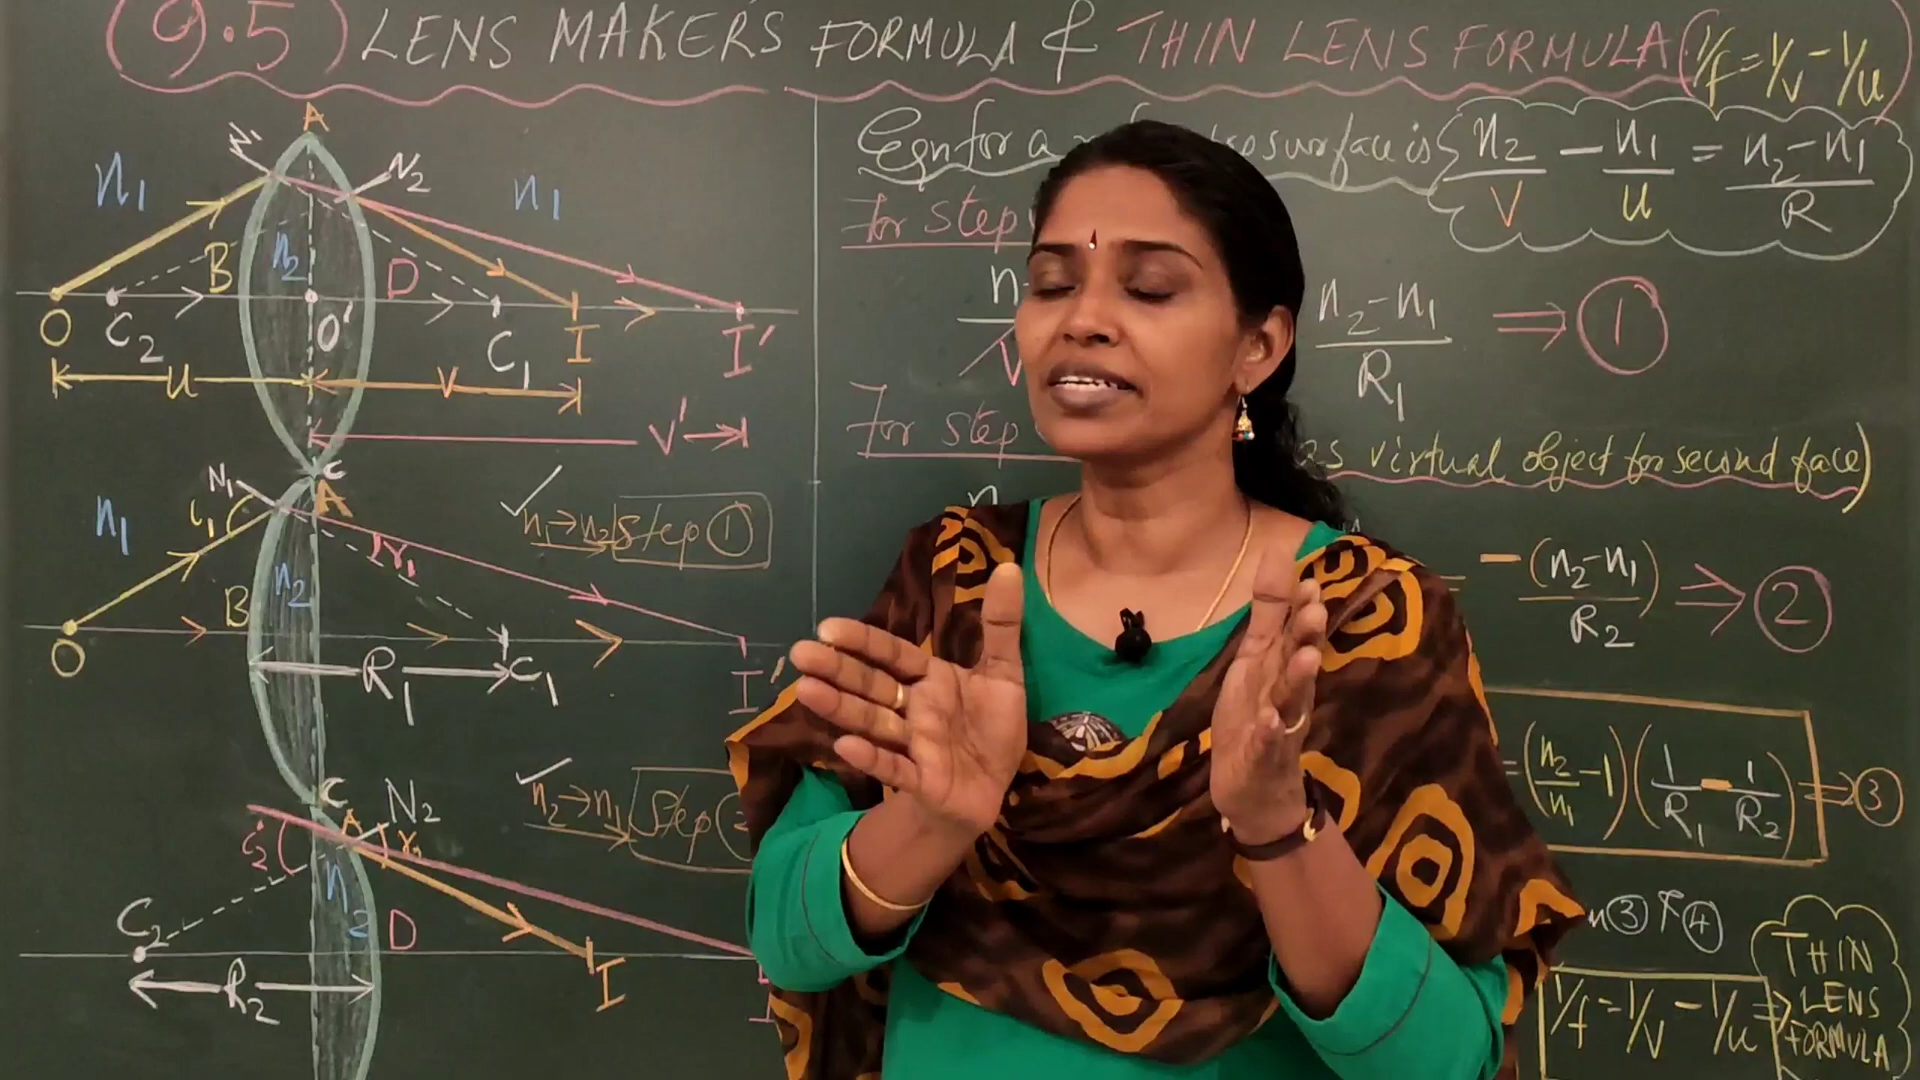 9.5) LENS MAKER'S FORMULA & THIN LENS FORMULA (1/f = 1/v - 1/u)
A
N1
N2
n1
n1
B
n2
D
O
C2
O'
C1
I
I'
u
v
v'
C
A
N1
i1
n1
n2
r1
n1→n2 Step ①
B
O
R1
C1
I'
C
n2→n1 Step (2
N2
A
i2
r2
n2
C2
D
R2
I
Eqn for a surface is n2/v - n1/u = n2-n1/R
For step
n2-n1/R1 ⇒ ①
For step
as virtual object for second face)
= -(n2-n1)/R2 ⇒ ②
= (n2/n1 - 1)(1/R1 - 1/R2) ⇒ ③
③ & ④
1/f = 1/v - 1/u ⇒ THIN
LENS
FORMULA